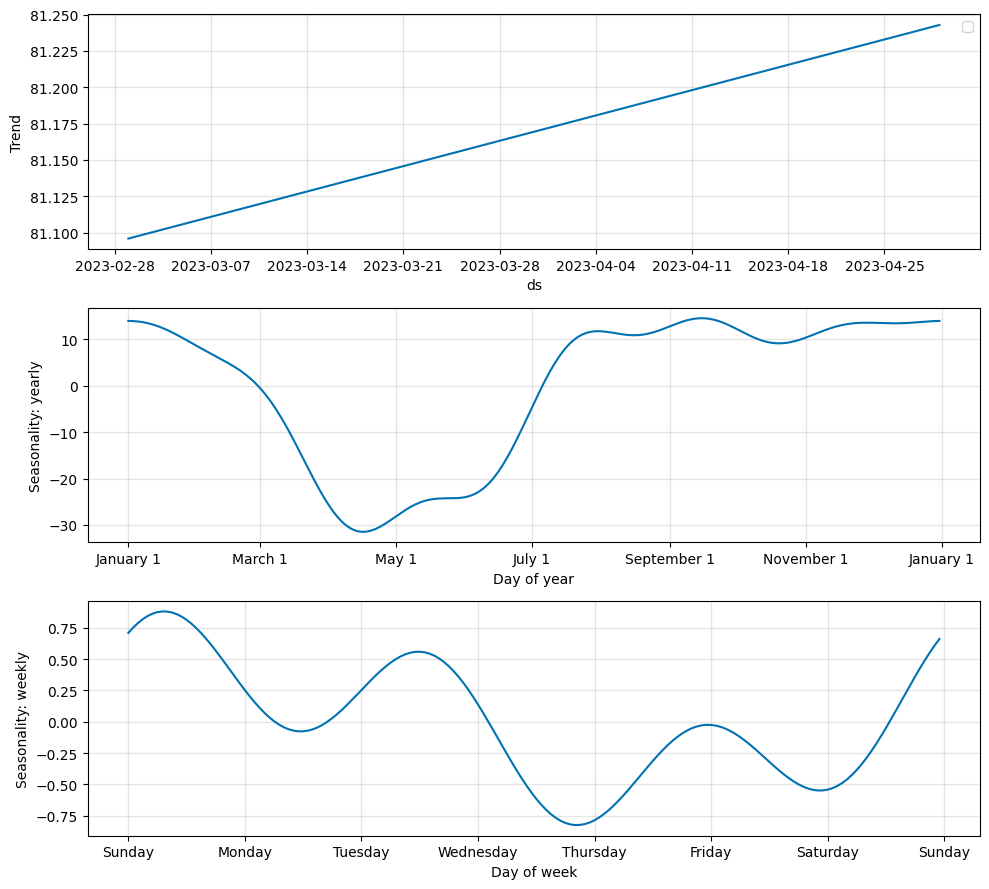 81.250
81.225
81.200
81.175
81.150
81.125
81.100
Trend
2023-02-28 2023-03-07 2023-03-14 2023-03-21 2023-03-28 2023-04-04 2023-04-11 2023-04-18 2023-04-25
ds
10
0
−10
−20
−30
Seasonality: yearly
January 1 March 1 May 1 July 1 September 1 November 1 January 1
Day of year
0.75
0.50
0.25
0.00
−0.25
−0.50
−0.75
Seasonality: weekly
Sunday Monday Tuesday Wednesday Thursday Friday Saturday Sunday
Day of week